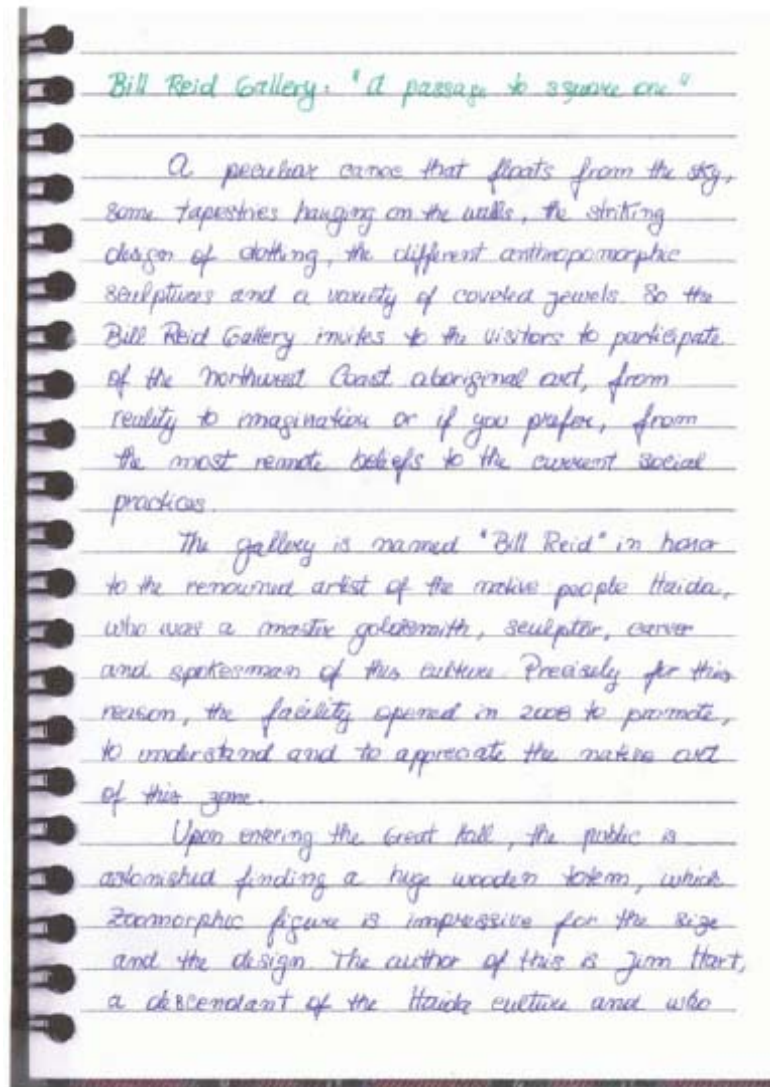 Bill Reid Gallery: "A passage to square one"
A peculiar canoe that floats from the sky,
some tapestries hanging on the walls, the striking
design of clothing, the different anthropomorphic
sculptures and a variety of coveted jewels. So the
Bill Reid Gallery invites to the visitors to participate
of the Northwest Coast aboriginal art, from
reality to imagination or if you prefer, from
the most remote beliefs to the current social
practices.
The gallery is named "Bill Reid" in honor
to the renowned artist of the native people Haida,
who was a master goldsmith, sculptor, carver
and spokesman of this culture. Precisely for this
reason, the facility opened in 2008 to promote,
to understand and to appreciate the native art
of this zone.
Upon entering the Great Hall, the public is
astonished finding a huge wooden totem, which
zoomorphic figure is impressive for the size
and the design. The author of this is Jim Hart,
a descendant of the Haida culture and who